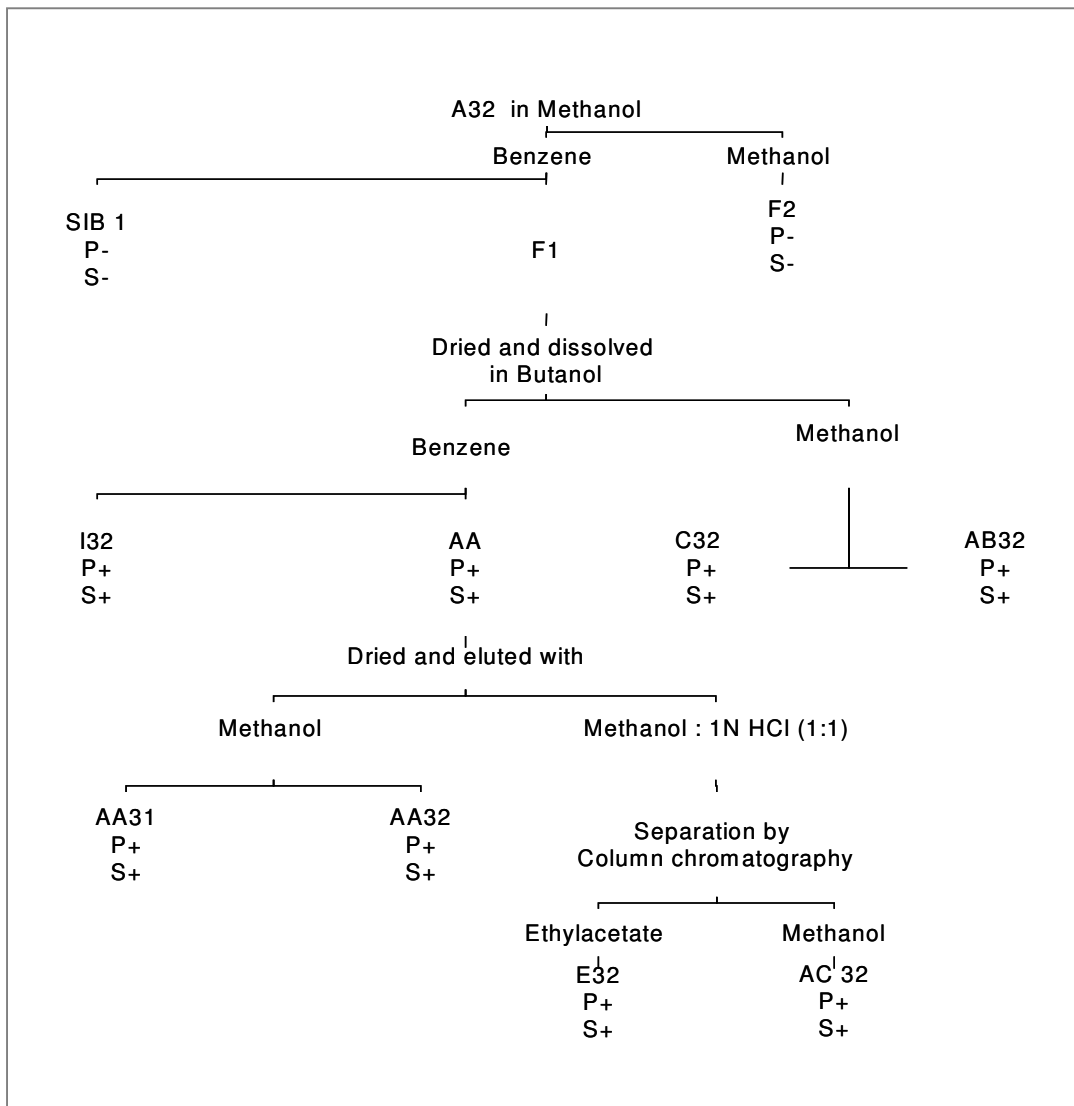 A32 in Methanol
Benzene
Methanol
SIB 1
P-
S-
F1
F2
P-
S-
Dried and dissolved
in Butanol
Benzene
Methanol
I32
P+
S+
AA
P+
S+
C32
P+
S+
AB32
P+
S+
Dried and eluted with
Methanol
Methanol : 1N HCl (1:1)
AA31
P+
S+
AA32
P+
S+
Separation by
Column chromatography
Ethylacetate
Methanol
E32
P+
S+
AC 32
P+
S+